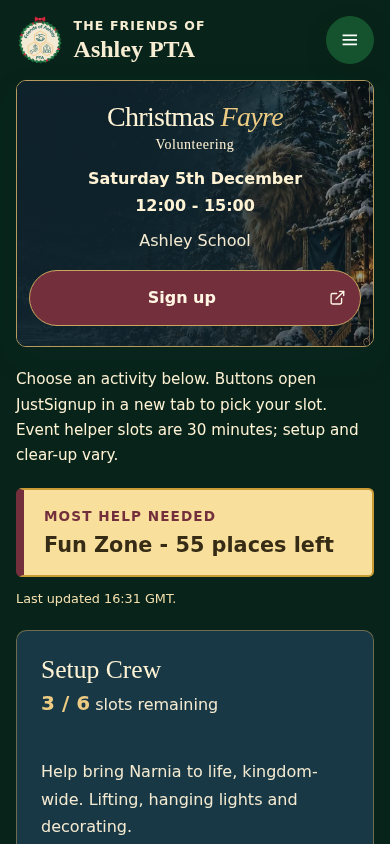 THE FRIENDS OF
Ashley PTA
Christmas Fayre
Volunteering
Saturday 5th December
12:00 - 15:00
Ashley School
Sign up
Choose an activity below. Buttons open
JustSignup in a new tab to pick your slot.
Event helper slots are 30 minutes; setup and
clear-up vary.
MOST HELP NEEDED
Fun Zone - 55 places left
Last updated 16:31 GMT.
Setup Crew
3 / 6 slots remaining
Help bring Narnia to life, kingdom-
wide. Lifting, hanging lights and
decorating.